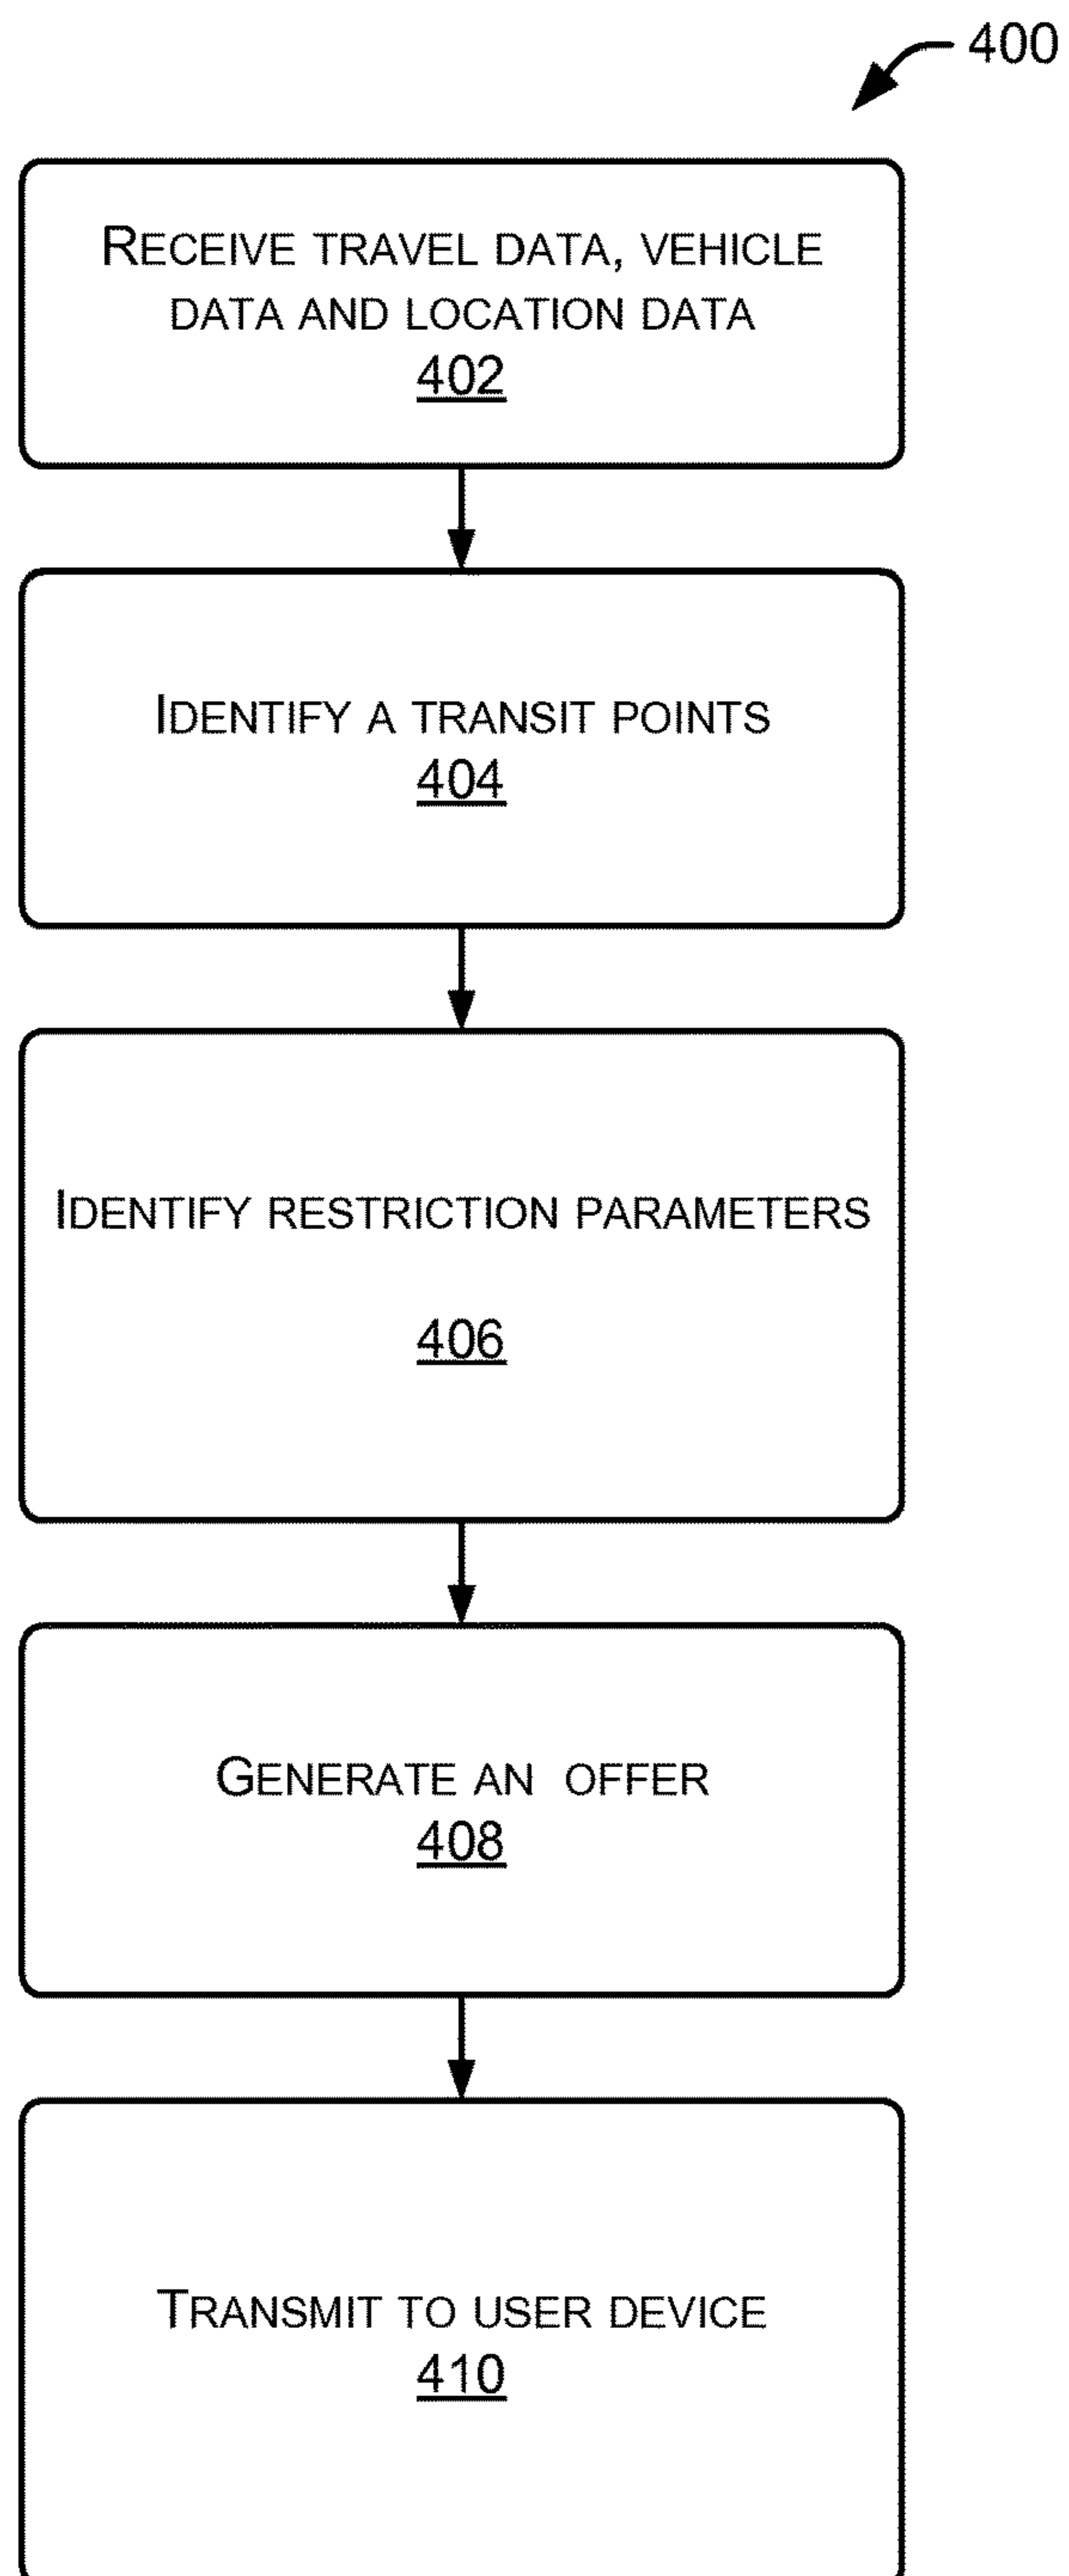 400
RECEIVE TRAVEL DATA, VEHICLE
DATA AND LOCATION DATA
402
IDENTIFY A TRANSIT POINTS
404
IDENTIFY RESTRICTION PARAMETERS
406
GENERATE AN  OFFER
408
TRANSMIT TO USER DEVICE
410